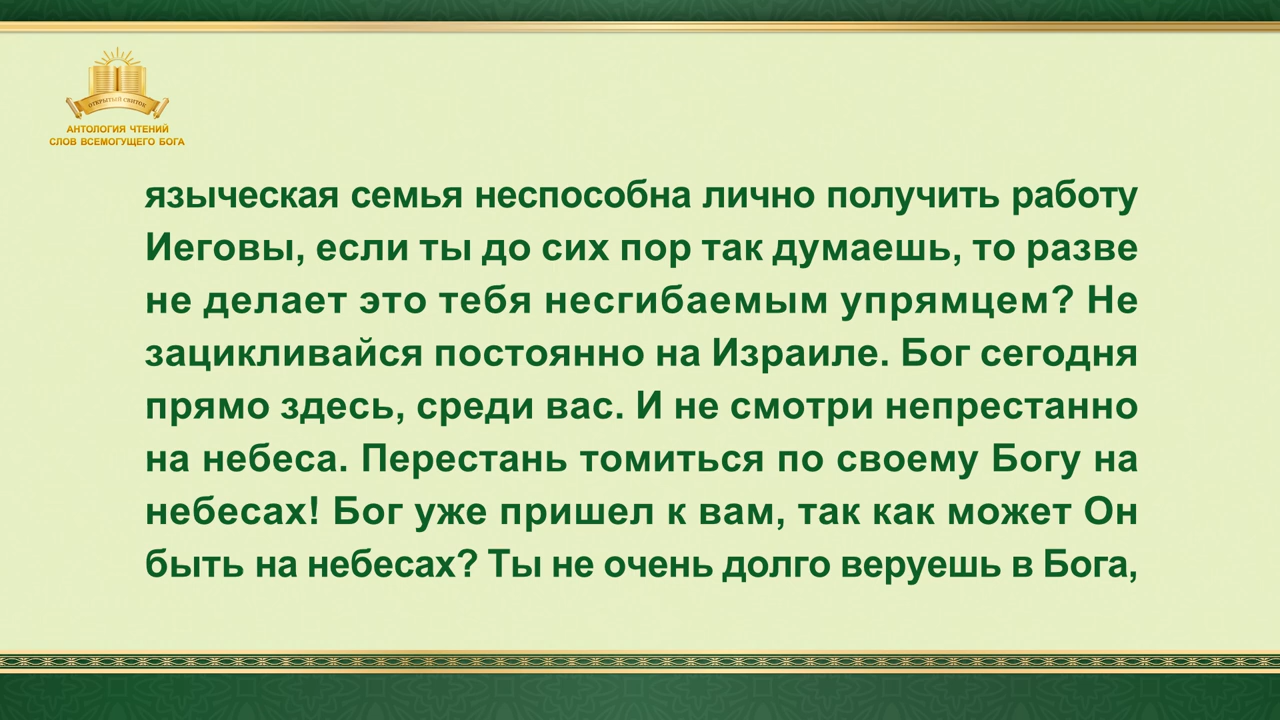 ОТКРЫТЫЙ СВИТОК
АНТОЛОГИЯ ЧТЕНИЙ
СЛОВ ВСЕМОГУЩЕГО БОГА
языческая семья неспособна лично получить работу
Иеговы, если ты до сих пор так думаешь, то разве
не делает это тебя несгибаемым упрямцем? Не
зацикливайся постоянно на Израиле. Бог сегодня
прямо здесь, среди вас. И не смотри непрестанно
на небеса. Перестань томиться по своему Богу на
небесах! Бог уже пришел к вам, так как может Он
быть на небесах? Ты не очень долго веруешь в Бога,